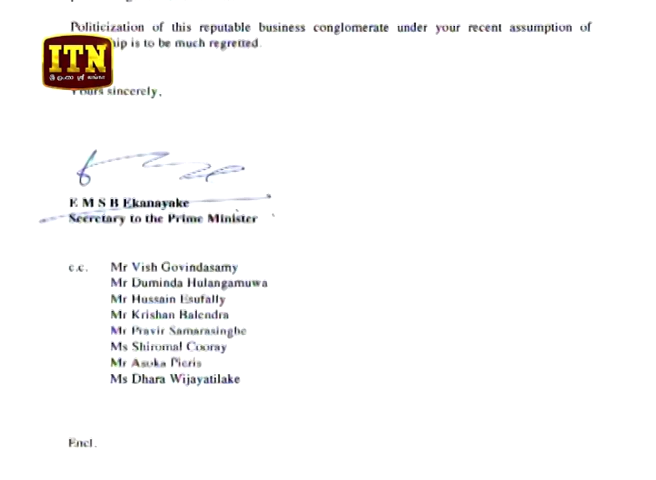 Politicization of this reputable business conglomerate under your recent assumption of
is to be much regretted.
ITN
sincerely,
E M S B Ekanayake
Secretary to the Prime Minister
c.c. Mr Vish Govindasamy
Mr Duminda Hulangamuwa
Mr Hussain Esufally
Mr Krishan Balendra
Mr Pravir Samarasinghe
Ms Shiromal Cooray
Mr Asoka Pieris
Ms Dhara Wijayatilake
Encl.